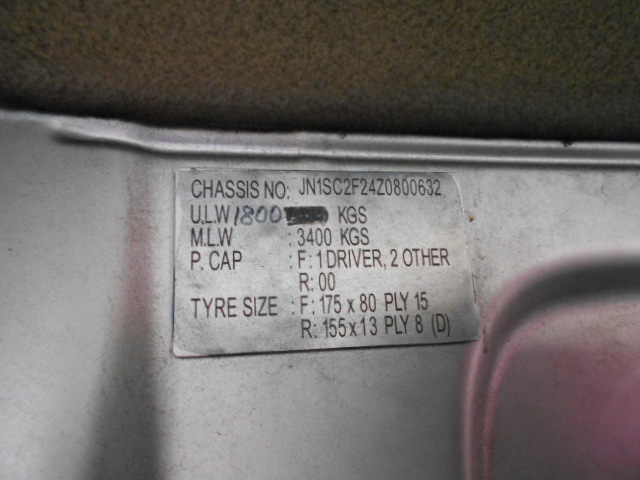 CHASSIS NO: JN1SC2F24Z0800632
U.L.W 1800 KGS
M.L.W : 3400 KGS
P. CAP : F: 1 DRIVER, 2 OTHER
R: 00
TYRE SIZE : F: 175 x 80 PLY 15
R: 155 x 13 PLY 8 (D)